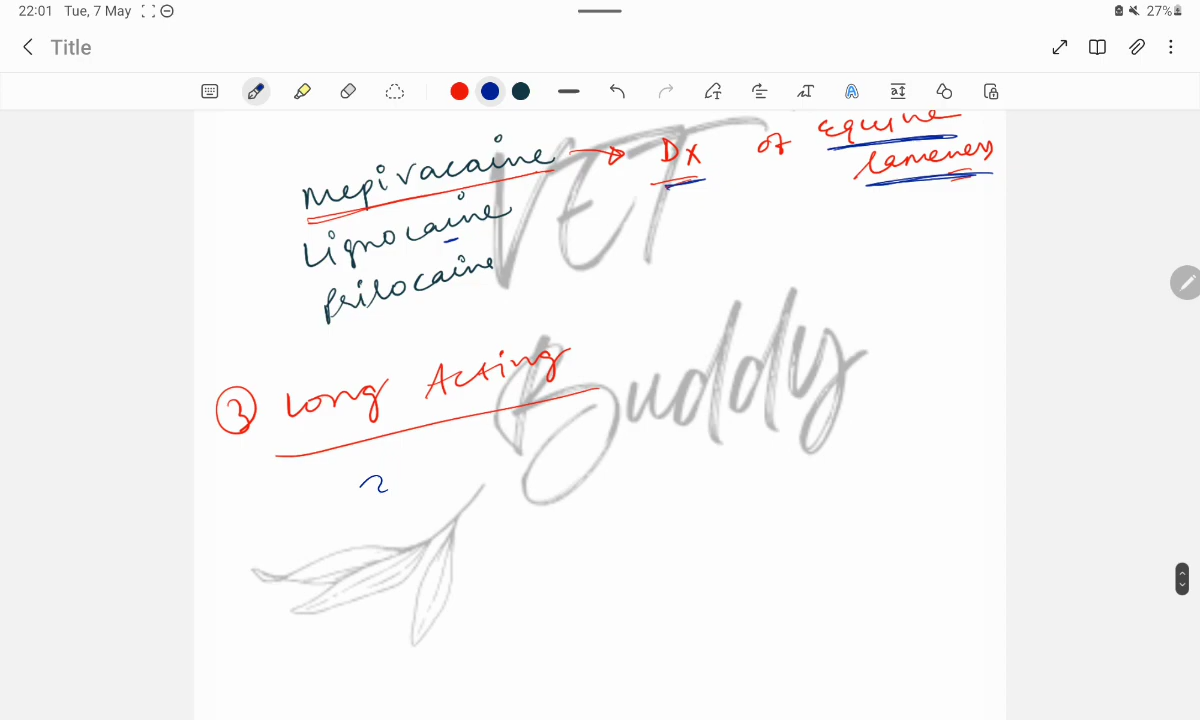 22:01 Tue, 7 May 27%
Title
Mepivacaine → Dx of equine
lameness
Lignocaine
Prilocaine
VET
Buddy
③ Long Acting
2